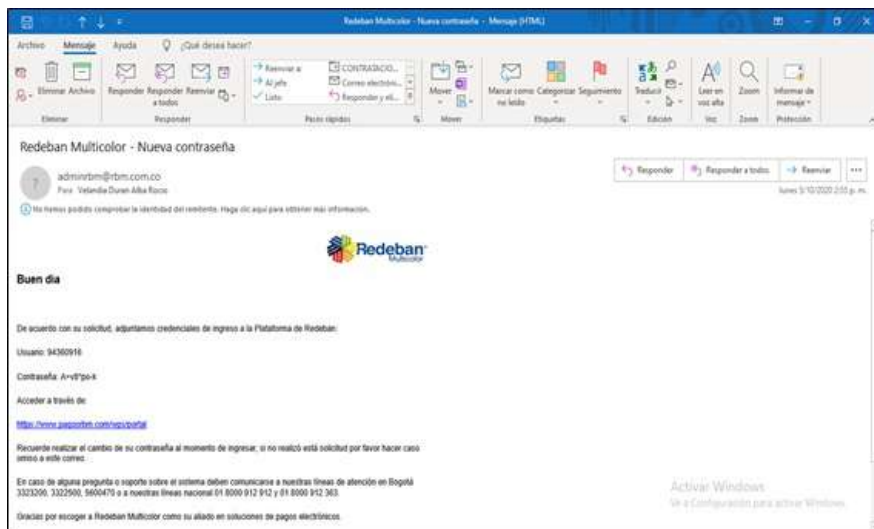 Redeban Multicolor - Nueva contraseña - Mensaje (HTML)
Archivo Mensaje Ayuda ¿Qué desea hacer?
Eliminar Archivo
Responder Responder a todos Reenviar
Reenviar a:
Al jefe
Listo
CONTRATACIO...
Correo electróni...
Responder y eli...
Mover
Marcar como no leído Categorizar Seguimiento
Traducir
Leer en voz alta
Zoom
Informar de mensaje
Eliminar Responder Pasos rápidos Mover Etiquetas Edición Voz Zoom Protección
Redeban Multicolor - Nueva contraseña
?
adminrbm@rbm.com.co
Para Velandia Duran Alba Rocio
Responder Responder a todos Reenviar
lunes 5/10/2020
No hemos podido comprobar la identidad del remitente. Haga clic aquí para obtener más información.
Redeban
Multicolor
Buen dia
De acuerdo con su solicitud, adjuntamos credenciales de ingreso a la Plataforma de Redeban:
Usuario: 94360916
Contraseña:
Acceder a través de:
Recuerde realizar el cambio de su contraseña al momento de ingresar, si no realizó está solicitud por favor hacer caso
omiso a este correo.
En caso de alguna pregunta o soporte sobre el sistema deben comunicarse a nuestras líneas de atención en Bogotá
3323200, 3322500, 5600470 o a nuestras líneas nacional 01 8000 912 912 y 01 8000 912 363.
Gracias por escoger a Redeban Multicolor como su aliado en soluciones de pagos electrónicos.
Activar Windows
Ve a Configuración para activar Windows.